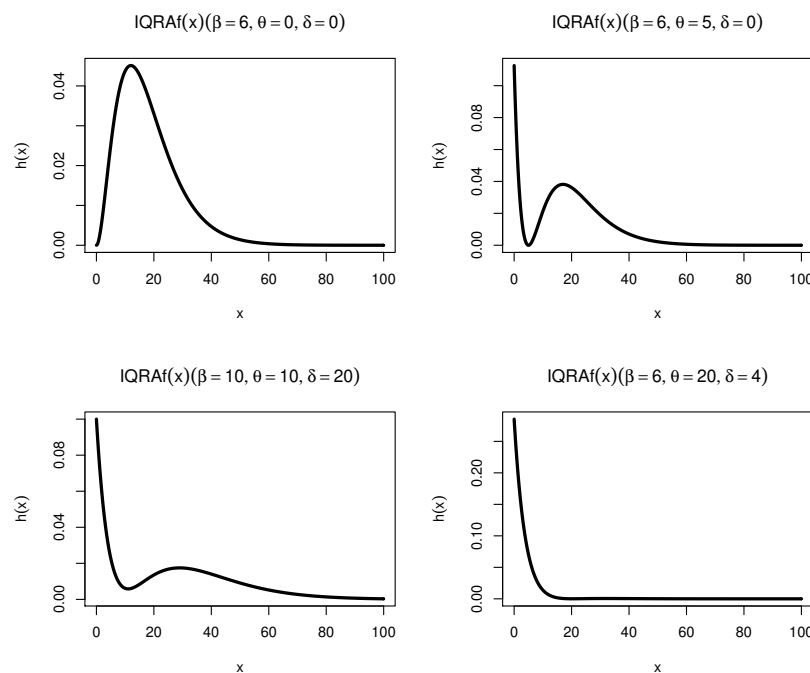 IQRAf(x)(β = 6, θ = 0, δ = 0)
h(x)
0.00 0.02 0.04
0 20 40 60 80 100
x
IQRAf(x)(β = 6, θ = 5, δ = 0)
h(x)
0.00 0.04 0.08
0 20 40 60 80 100
x
IQRAf(x)(β = 10, θ = 10, δ = 20)
h(x)
0.00 0.04 0.08
0 20 40 60 80 100
x
IQRAf(x)(β = 6, θ = 20, δ = 4)
h(x)
0.00 0.10 0.20
0 20 40 60 80 100
x